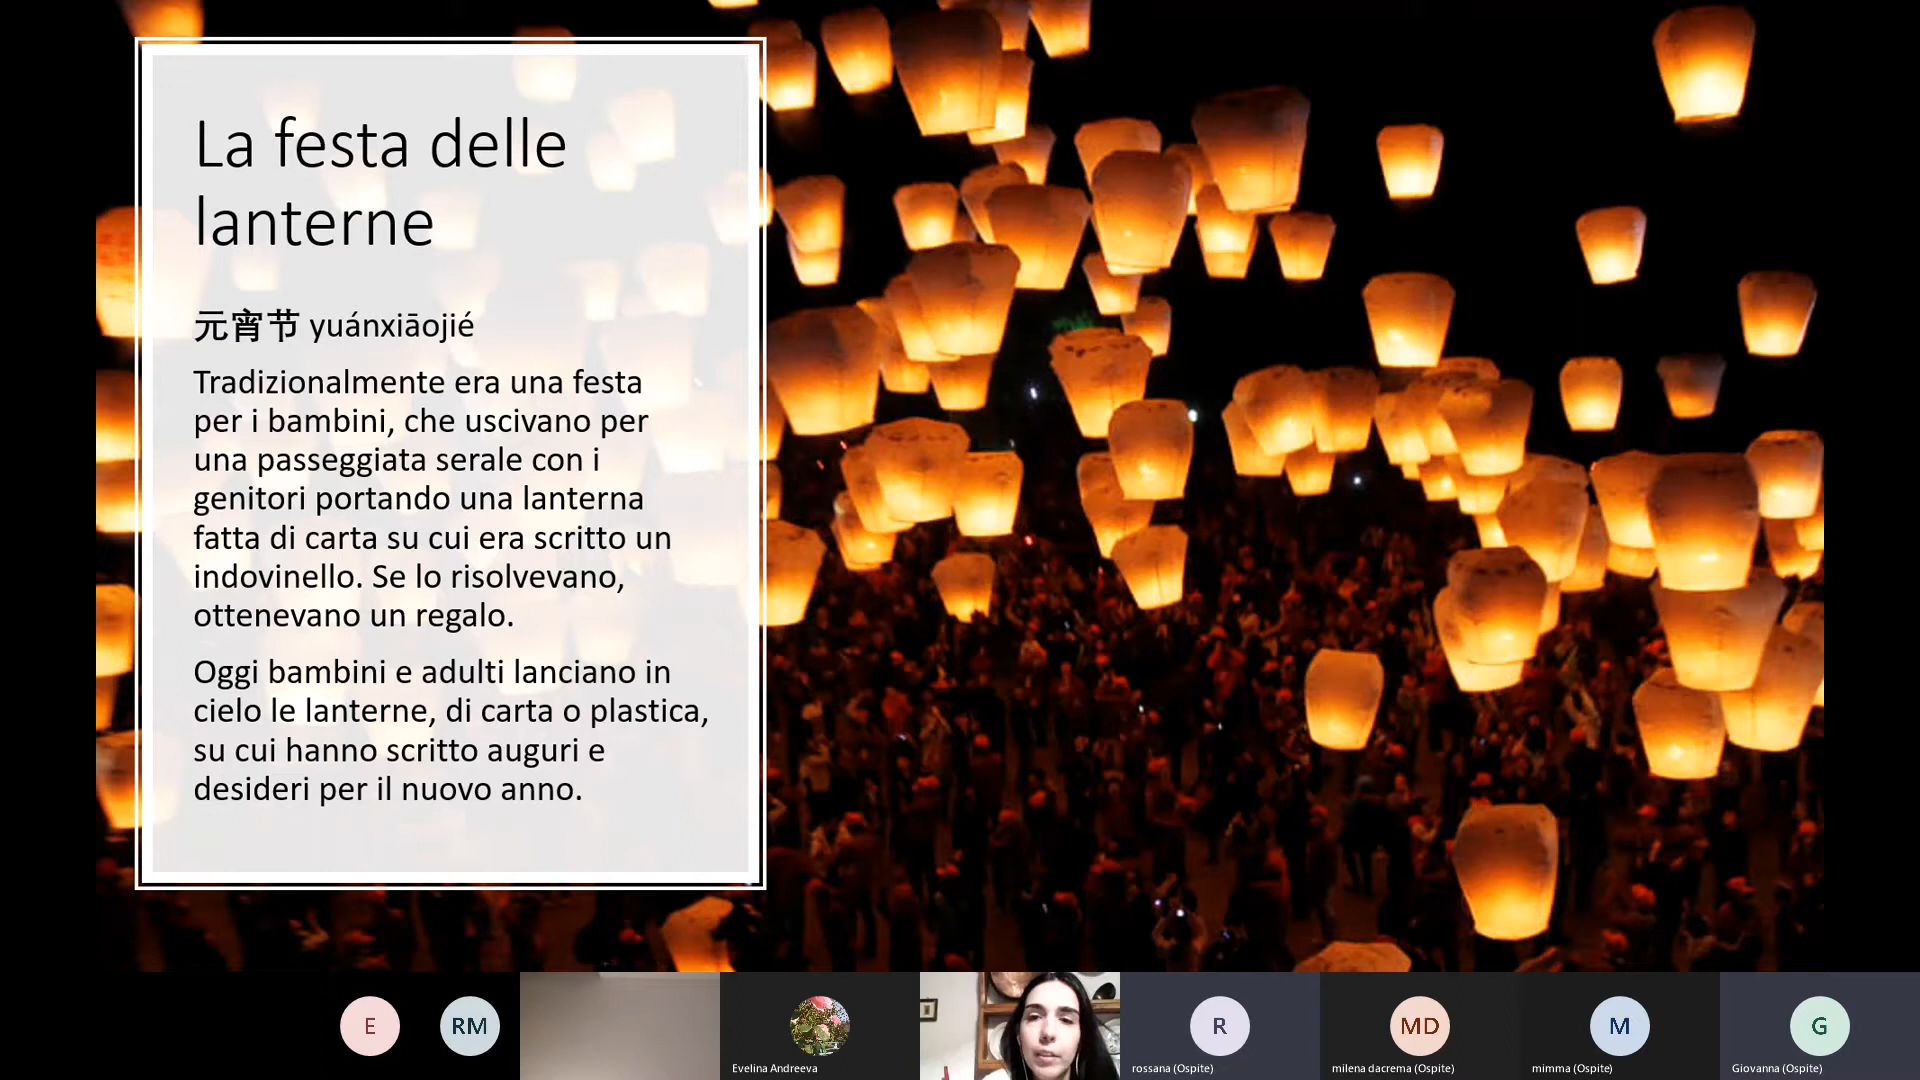 La festa delle
lanterne
元宵节 yuánxiāojié
Tradizionalmente era una festa
per i bambini, che uscivano per
una passeggiata serale con i
genitori portando una lanterna
fatta di carta su cui era scritto un
indovinello. Se lo risolvevano,
ottenevano un regalo.
Oggi bambini e adulti lanciano in
cielo le lanterne, di carta o plastica,
su cui hanno scritto auguri e
desideri per il nuovo anno.
E
RM
Evelina Andreeva
R
rossana (Ospite)
MD
milena dacrema (Ospite)
M
mimma (Ospite)
G
Giovanna (Ospite)